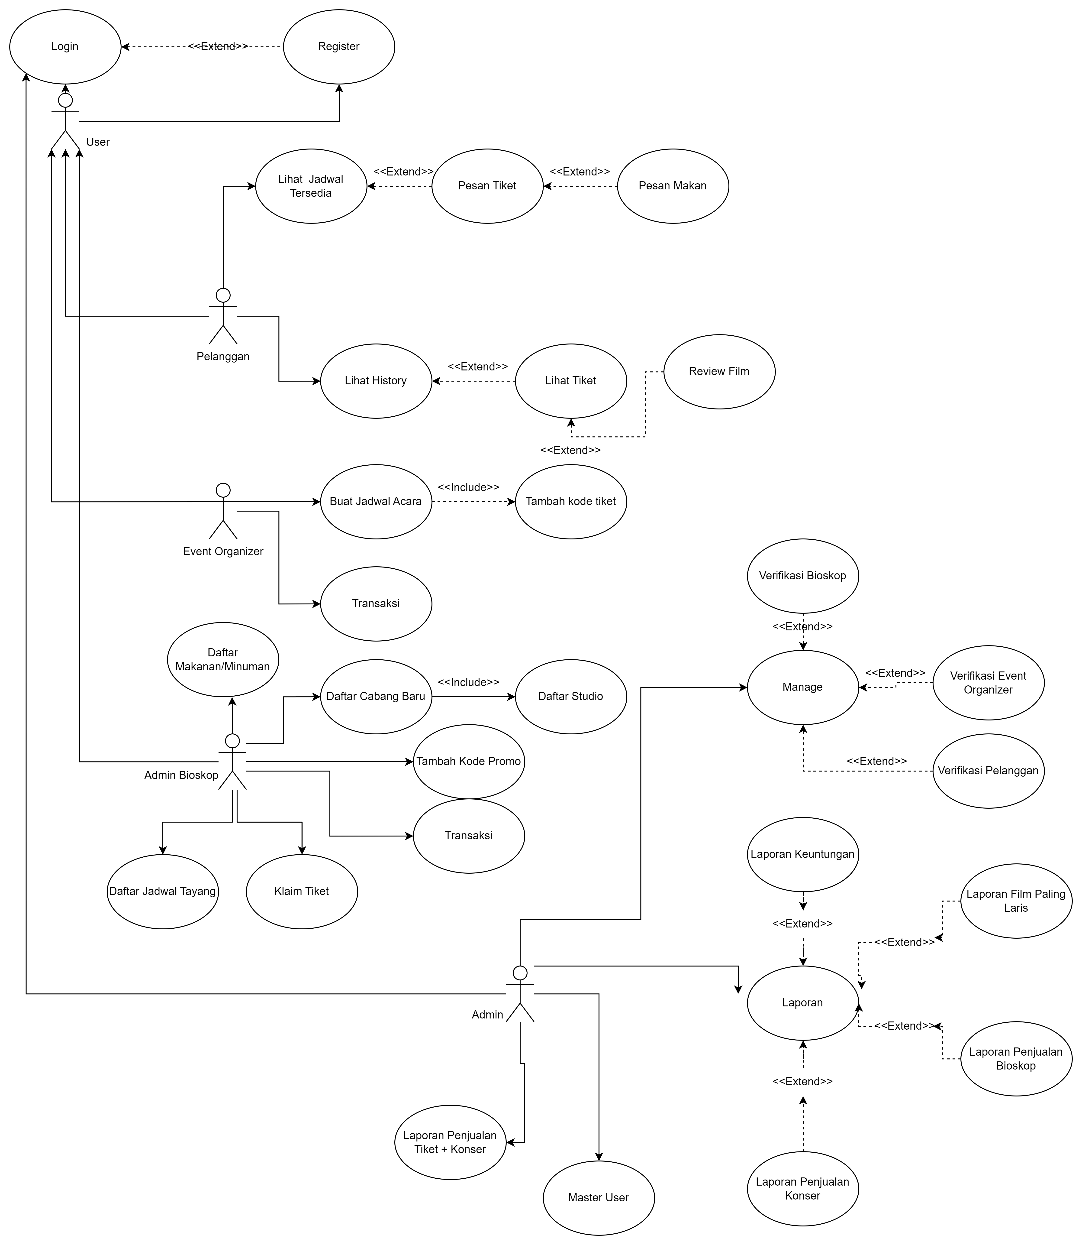 Login
<<Extend>>
Register
User
Lihat Jadwal
Tersedia
<<Extend>>
Pesan Tiket
<<Extend>>
Pesan Makan
Pelanggan
Lihat History
<<Extend>>
Lihat Tiket
Review Film
<<Extend>>
Buat Jadwal Acara
<<Include>>
Tambah kode tiket
Event Organizer
Transaksi
Verifikasi Bioskop
<<Extend>>
Daftar
Makanan/Minuman
Daftar Cabang Baru
<<Include>>
Daftar Studio
Manage
<<Extend>>
Verifikasi Event
Organizer
Admin Bioskop
Tambah Kode Promo
<<Extend>>
Verifikasi Pelanggan
Transaksi
Daftar Jadwal Tayang
Klaim Tiket
Laporan Keuntungan
<<Extend>>
Laporan Film Paling
Laris
<<Extend>>
Admin
Laporan
<<Extend>>
Laporan Penjualan
Bioskop
<<Extend>>
Laporan Penjualan
Tiket + Konser
Master User
Laporan Penjualan
Konser